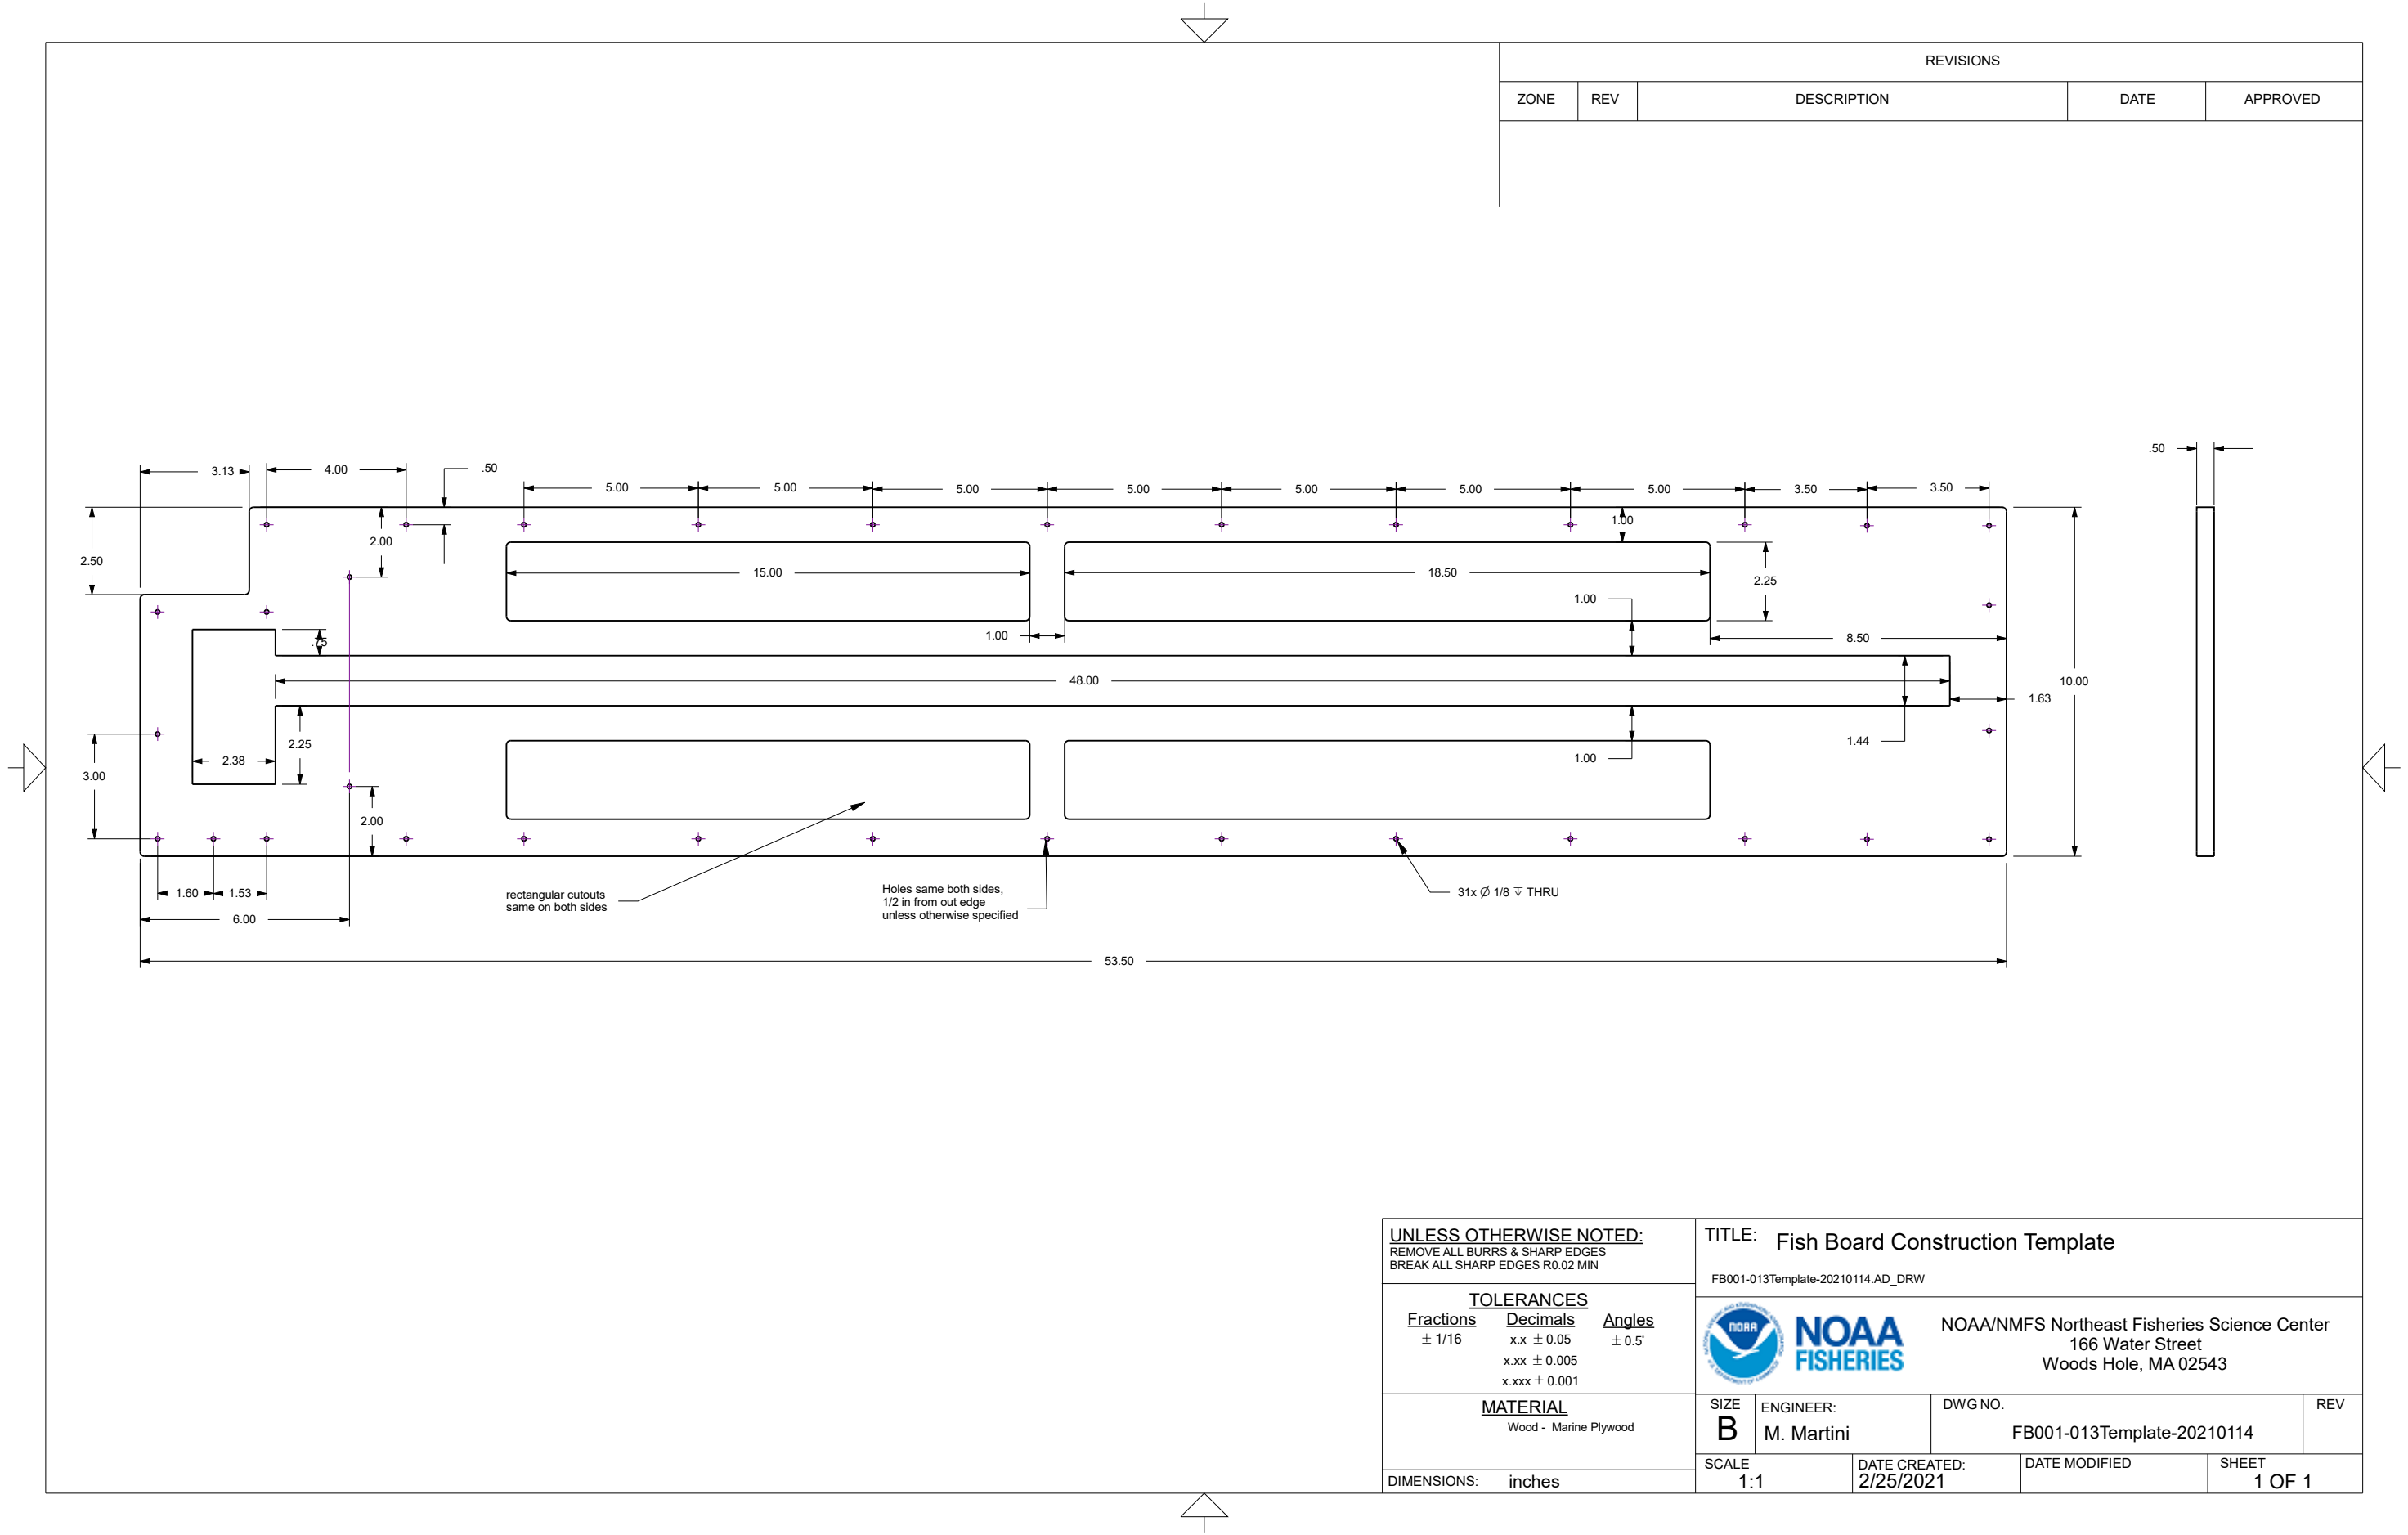 REVISIONS
ZONE REV DESCRIPTION DATE APPROVED
.50
3.13 4.00 .50
5.00 5.00 5.00 5.00 5.00 5.00 5.00 3.50 3.50
1.00
2.00
2.50
15.00 18.50
2.25
1.00
1.00
8.50
.75
48.00
10.00
1.63
2.25
1.44
2.38
1.00
3.00
2.00
1.60 1.53
6.00
rectangular cutouts
same on both sides
Holes same both sides,
1/2 in from out edge
unless otherwise specified
31x ∅ 1/8 ↧ THRU
53.50
UNLESS OTHERWISE NOTED:
REMOVE ALL BURRS & SHARP EDGES
BREAK ALL SHARP EDGES R0.02 MIN
TOLERANCES
Fractions Decimals Angles
± 1/16 x.x ± 0.05 ± 0.5°
x.xx ± 0.005
x.xxx ± 0.001
MATERIAL
Wood - Marine Plywood
DIMENSIONS: inches
TITLE: Fish Board Construction Template
FB001-013Template-20210114.AD_DRW
NOAA
NOAA
FISHERIES
NOAA/NMFS Northeast Fisheries Science Center
166 Water Street
Woods Hole, MA 02543
SIZE
B
ENGINEER:
M. Martini
DWG NO.
FB001-013Template-20210114
REV
SCALE
1:1
DATE CREATED:
2/25/2021
DATE MODIFIED
SHEET
1 OF 1